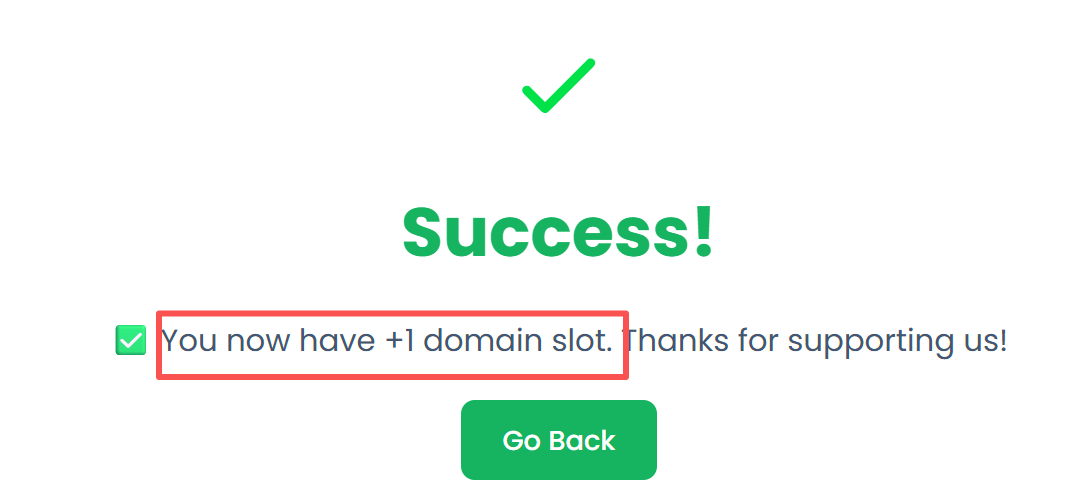 Success!
✅ You now have +1 domain slot. Thanks for supporting us!
Go Back